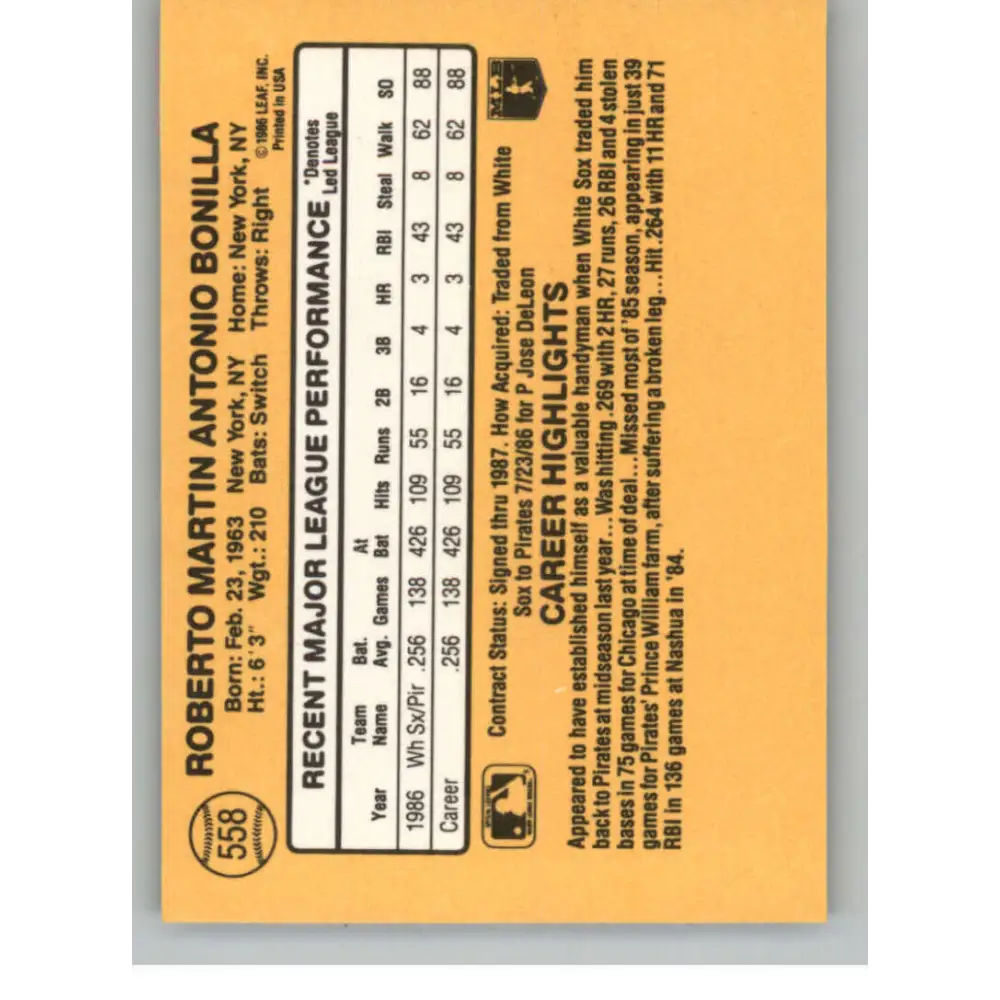 558
ROBERTO MARTIN ANTONIO BONILLA
Born: Feb. 23, 1963 New York, NY Home: New York, NY
Ht.: 6'3" Wgt.: 210 Bats: Switch Throws: Right
© 1986 LEAF, INC.
Printed in USA
RECENT MAJOR LEAGUE PERFORMANCE
*Denotes
Led League
Year Team Name Bat. Avg. Games At Bat Hits Runs 2B 3B HR RBI Steal Walk SO
1986 Wh Sx/Pir .256 138 426 109 55 16 4 3 43 8 62 88
Career .256 138 426 109 55 16 4 3 43 8 62 88
MLB
Contract Status: Signed thru 1987. How Acquired: Traded from White
Sox to Pirates 7/23/86 for P Jose DeLeon
CAREER HIGHLIGHTS
Appeared to have established himself as a valuable handyman when White Sox traded him
back to Pirates at midseason last year...Was hitting .269 with 2 HR, 27 runs, 26 RBI and 4 stolen
bases in 75 games for Chicago at time of deal...Missed most of '85 season, appearing in just 39
games for Pirates' Prince William farm, after suffering a broken leg...Hit .264 with 11 HR and 71
RBI in 136 games at Nashua in '84.